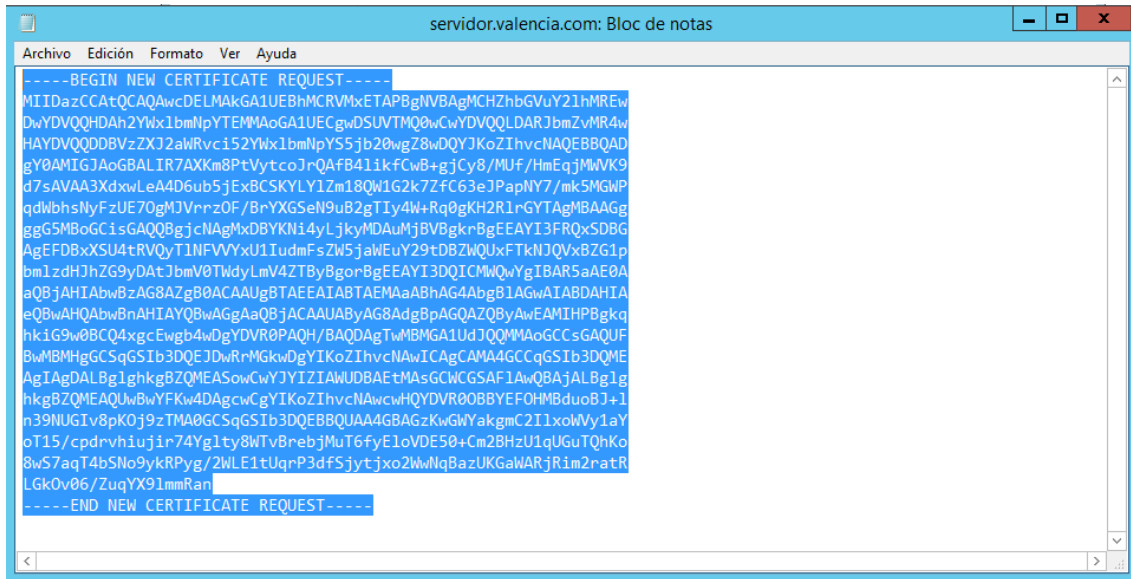 servidor.valencia.com: Bloc de notas
Archivo Edición Formato Ver Ayuda
-----BEGIN NEW CERTIFICATE REQUEST-----
MIIDazCCAtQCAQAwcDELMAkGA1UEBhMCRVMxETAPBgNVBAgMCHZhbGVuY2lhMREw
DwYDVQQHDAh2YWxlbmNpYTEMMAoGA1UECgwDSUVTMQ0wCwYDVQQLDARJbmZvMR4w
HAYDVQQDDBVzZXJ2aWRvci52YWxlbmNpYS5jb20wgZ8wDQYJKoZIhvcNAQEBBQAD
gY0AMIGJAoGBALIR7AXKm8PtVytcoJrQAfB4likfCwB+gjCy8/MUf/HmEqjMWVK9
d7sAVAA3XdxwLeA4D6ub5jExBCSKYLYlZm18QW1G2k7ZfC63eJPapNY7/mk5MGWP
qdWbhsNyFzUE7OgMJVrrzOF/BrYXGSeN9uB2gTIy4W+Rq0gKH2RlrGYTAgMBAAGg
ggG5MBoGCisGAQQBgjcNAgMxDBYKNi4yLjkyMDAuMjBVBgkrBgEEAYI3FRQxSDBG
AgEFDBxXSU4tRVQyTlNFVVYxU1IudmFsZW5jaWEuY29tDBZWQUxFTkNJQVxBZG1p
bmlzdHJhZG9yDAtJbmV0TWdyLmV4ZTByBgorBgEEAYI3DQICMWQwYgIBAR5aAE0A
aQBjAHIAbwBzAG8AZgB0ACAAUgBTAEEAIABTAEMAaABhAG4AbgBlAGwAIABDAHIA
eQBwAHQAbwBnAHIAYQBwAGgAaQBjACAAUAByAG8AdgBpAGQAZQByAwEAMIHPBgkq
hkiG9w0BCQ4xgcEwgb4wDgYDVR0PAQH/BAQDAgTwMBMGA1UdJQQMMAoGCCsGAQUF
BwMBMHgGCSqGSIb3DQEJDwRrMGkwDgYIKoZIhvcNAwICAgCAMA4GCCqGSIb3DQME
AgIAgDALBglghkgBZQMEASowCwYJYIZIAWUDBAEtMAsGCWCGSAFlAwQBAjALBglg
hkgBZQMEAQUwBwYFKw4DAgcwCgYIKoZIhvcNAwcwHQYDVR0OBBYEFOHMBduoBJ+l
n39NUGIv8pKOj9zTMA0GCSqGSIb3DQEBBQUAA4GBAGzKwGWYakgmC2IlxoWVy1aY
oT15/cpdrvhiujir74Yglty8WTvBrebjMuT6fyEloVDE50+Cm2BHzU1qUGuTQhKo
8wS7aqT4bSNo9ykRPyg/2WLE1tUqrP3dfSjytjxo2WwNqBazUKGaWARjRim2ratR
LGkOv06/ZuqYX9lmmRan
-----END NEW CERTIFICATE REQUEST-----